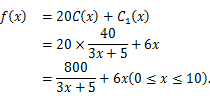 f(x) = 20C(x) + C₁(x)
= 20 × 40/(3x + 5) + 6x
= 800/(3x + 5) + 6x(0 ≤ x ≤ 10).